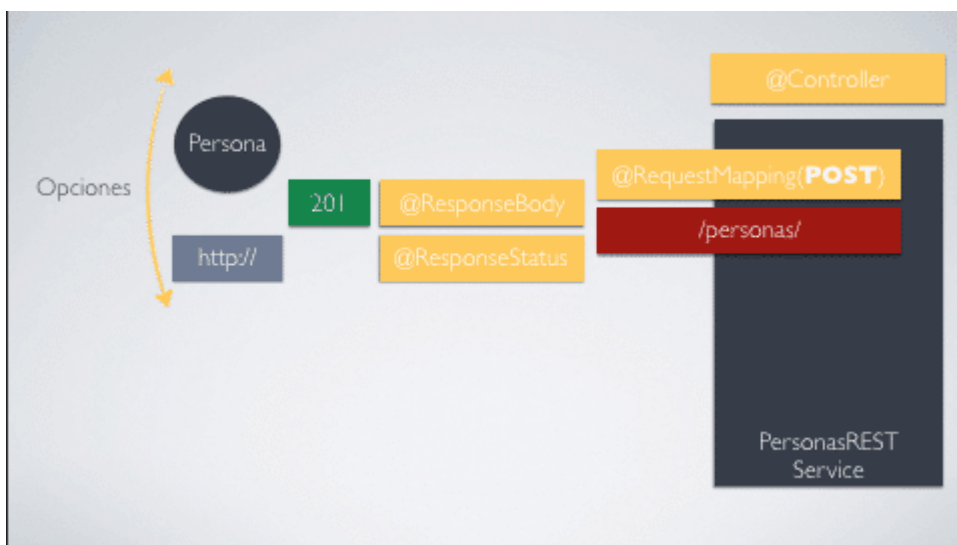 @Controller
Persona
Opciones
@RequestMapping(POST)
201
@ResponseBody
/personas/
http://
@ResponseStatus
PersonasREST
Service